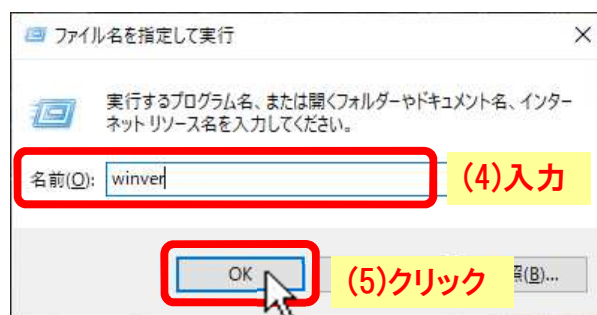 ファイル名を指定して実行
実行するプログラム名、または開くフォルダーやドキュメント名、インター
ネット リソース名を入力してください。
名前(O): winver
(4)入力
OK
(5)クリック
照(B)...